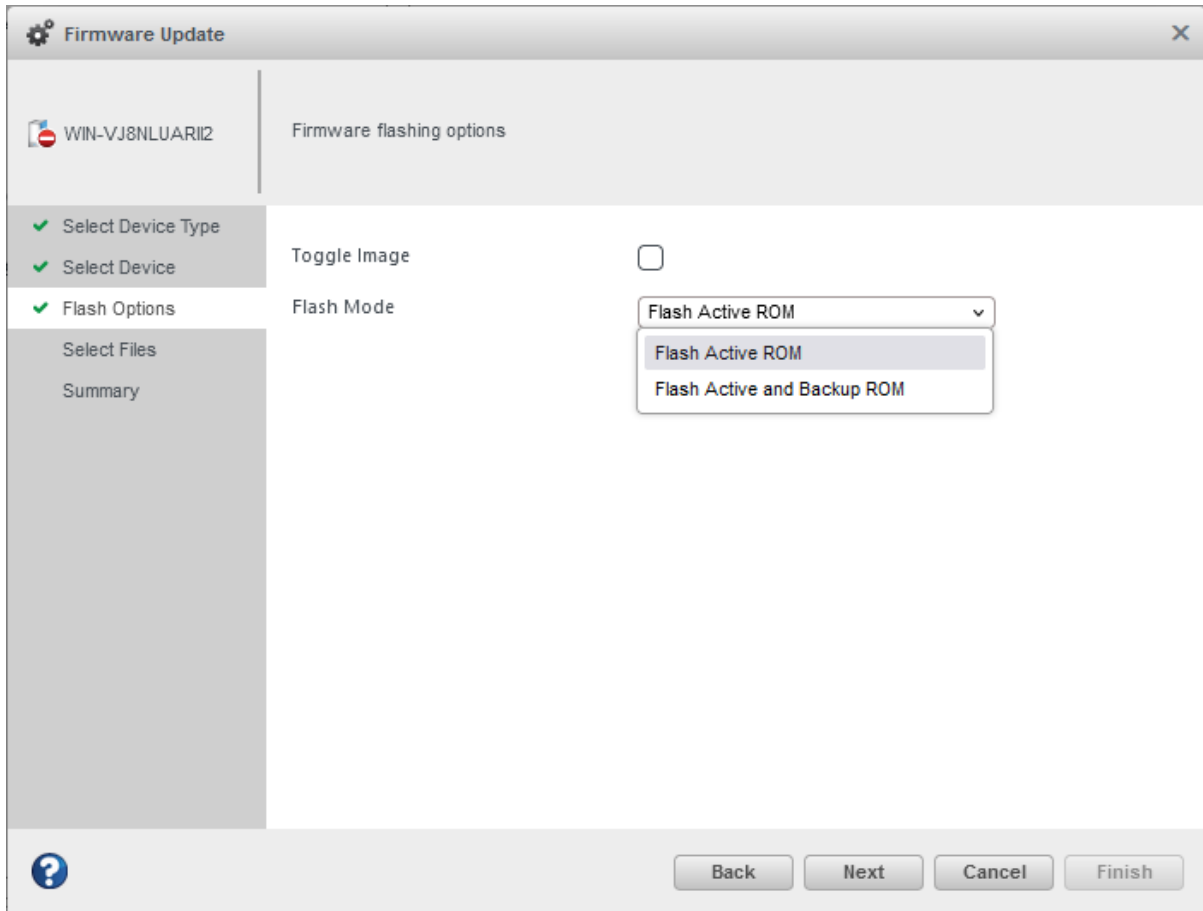 Firmware Update
WIN-VJ8NLUARII2
Firmware flashing options
Select Device Type
Select Device
Flash Options
Select Files
Summary
Toggle Image
Flash Mode
Flash Active ROM
Flash Active ROM
Flash Active and Backup ROM
Back
Next
Cancel
Finish